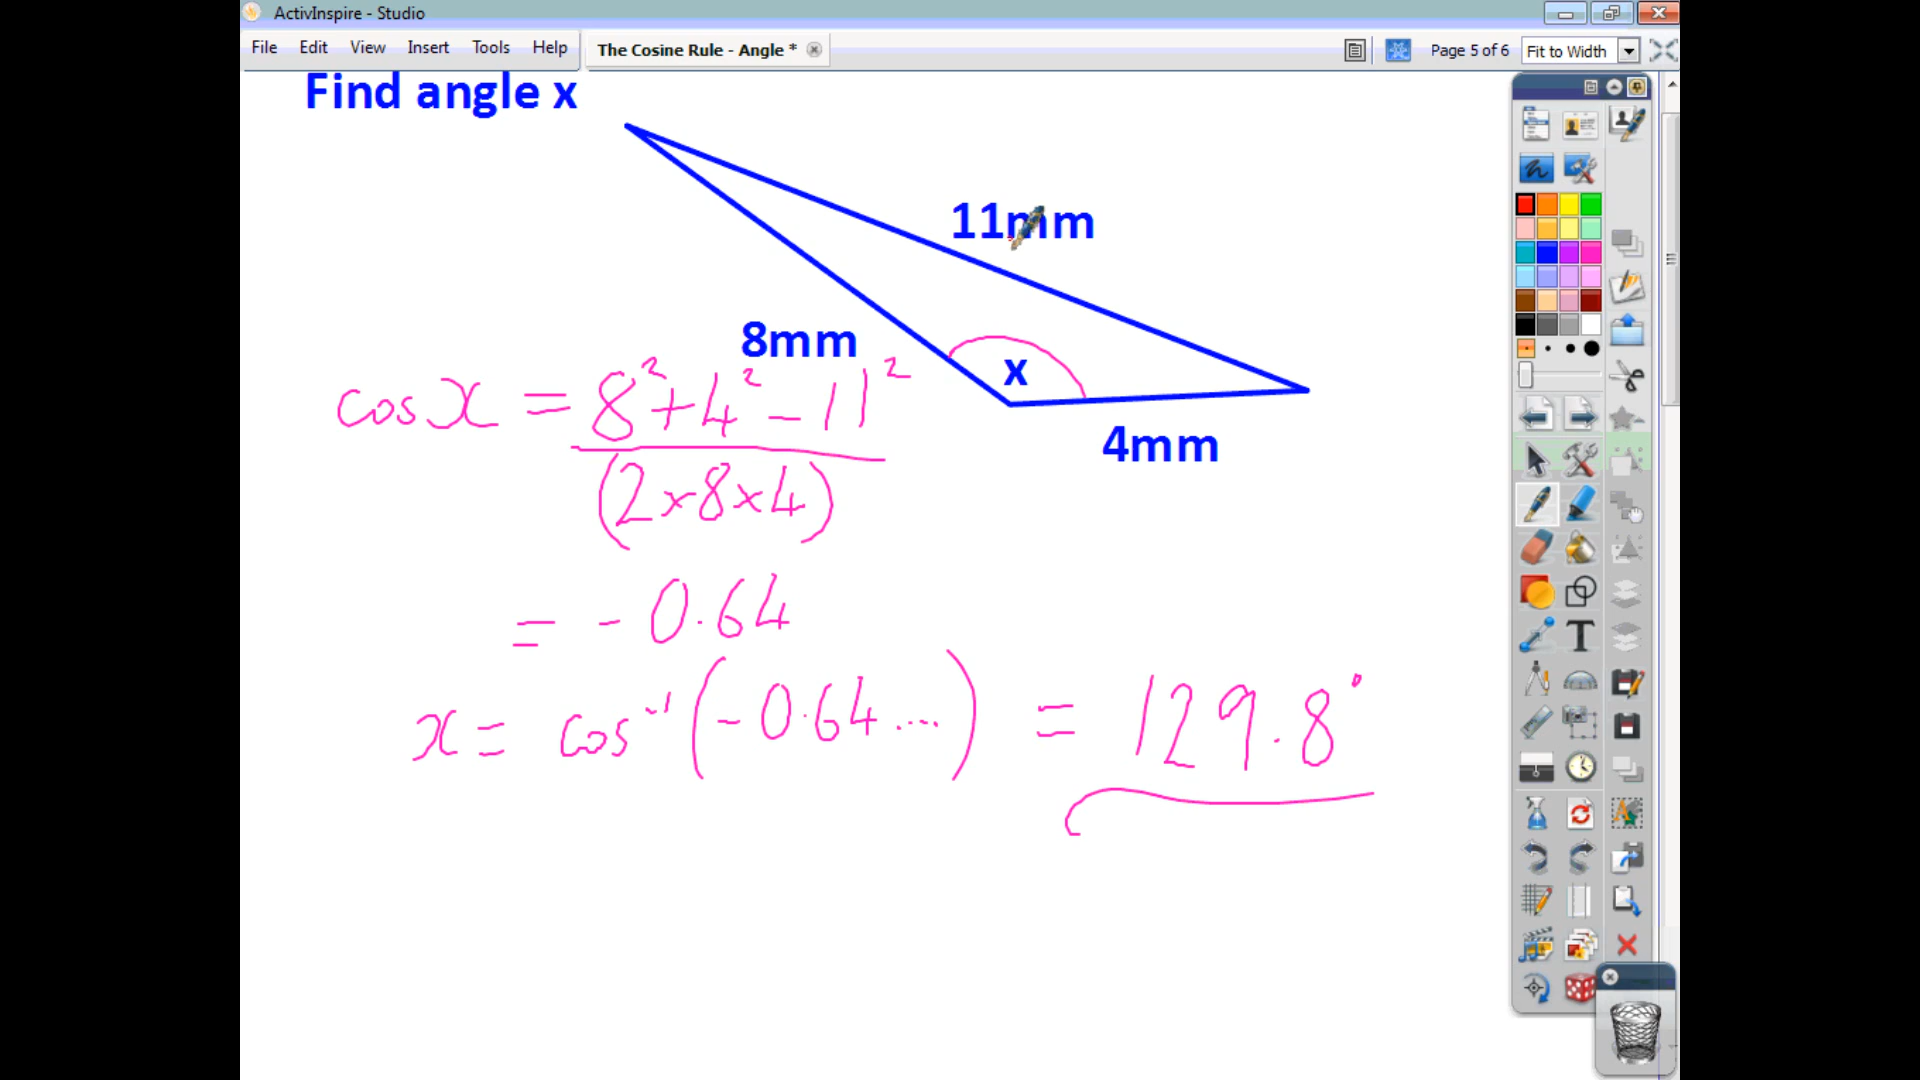 ActivInspire - Studio
File Edit View Insert Tools Help
The Cosine Rule - Angle *
Page 5 of 6
Fit to Width
Find angle x
11mm
8mm
x
4mm
cos x = 8² + 4² - 11²
(2×8×4)
= - 0.64
x = cos⁻¹ (- 0.64....) = 129.8°